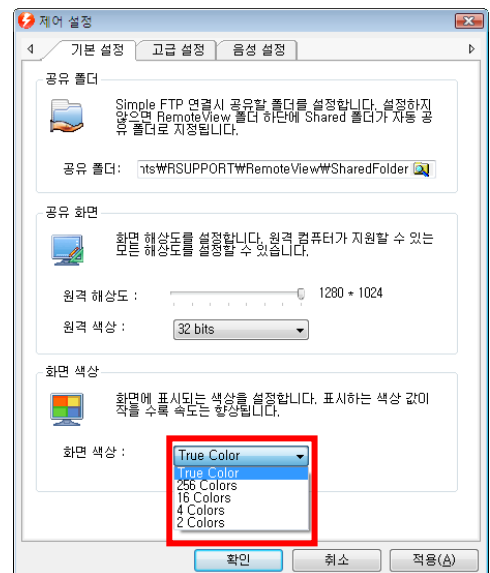 제어 설정
기본 설정 고급 설정 음성 설정
공유 폴더
Simple FTP 연결시 공유할 폴더를 설정합니다. 설정하지
않으면 RemoteView 폴더 하단에 Shared 폴더가 자동 공
유 폴더로 지정됩니다.
공유 폴더: nts₩RSUPPORT₩RemoteView₩SharedFolder
공유 화면
화면 해상도를 설정합니다. 원격 컴퓨터가 지원할 수 있는
모든 해상도를 설정할 수 있습니다.
원격 해상도 : 1280 * 1024
원격 색상 : 32 bits
화면 색상
화면에 표시되는 색상을 설정합니다. 표시하는 색상 값이
작을 수록 속도는 향상됩니다.
화면 색상 : True Color
True Color
256 Colors
16 Colors
4 Colors
2 Colors
확인 취소 적용(A)